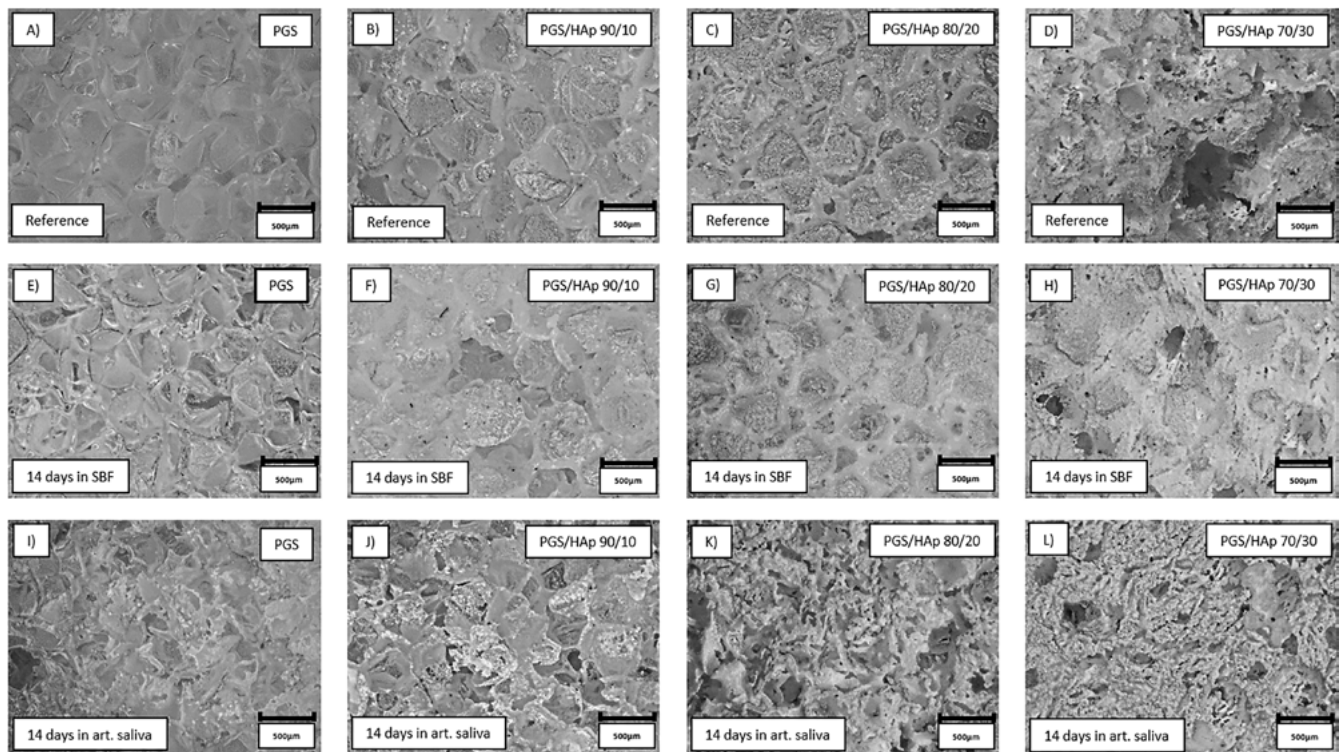 A)
PGS
Reference
500µm
B)
PGS/HAp 90/10
Reference
500µm
C)
PGS/HAp 80/20
Reference
500µm
D)
PGS/HAp 70/30
Reference
500µm
E)
PGS
14 days in SBF
500µm
F)
PGS/HAp 90/10
14 days in SBF
500µm
G)
PGS/HAp 80/20
14 days in SBF
500µm
H)
PGS/HAp 70/30
14 days in SBF
500µm
I)
PGS
14 days in art. saliva
500µm
J)
PGS/HAp 90/10
14 days in art. saliva
500µm
K)
PGS/HAp 80/20
14 days in art. saliva
500µm
L)
PGS/HAp 70/30
14 days in art. saliva
500µm